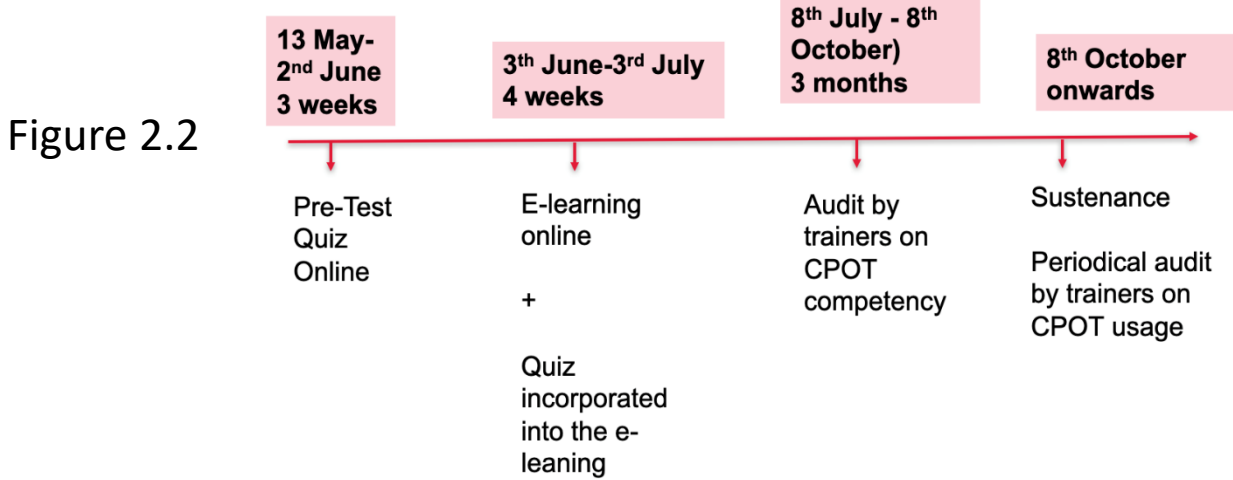 Figure 2.2
13 May-
2nd June
3 weeks
3th June-3rd July
4 weeks
8th July - 8th
October)
3 months
8th October
onwards
Pre-Test
Quiz
Online
E-learning
online
+
Quiz
incorporated
into the e-
leaning
Audit by
trainers on
CPOT
competency
Sustenance
Periodical audit
by trainers on
CPOT usage